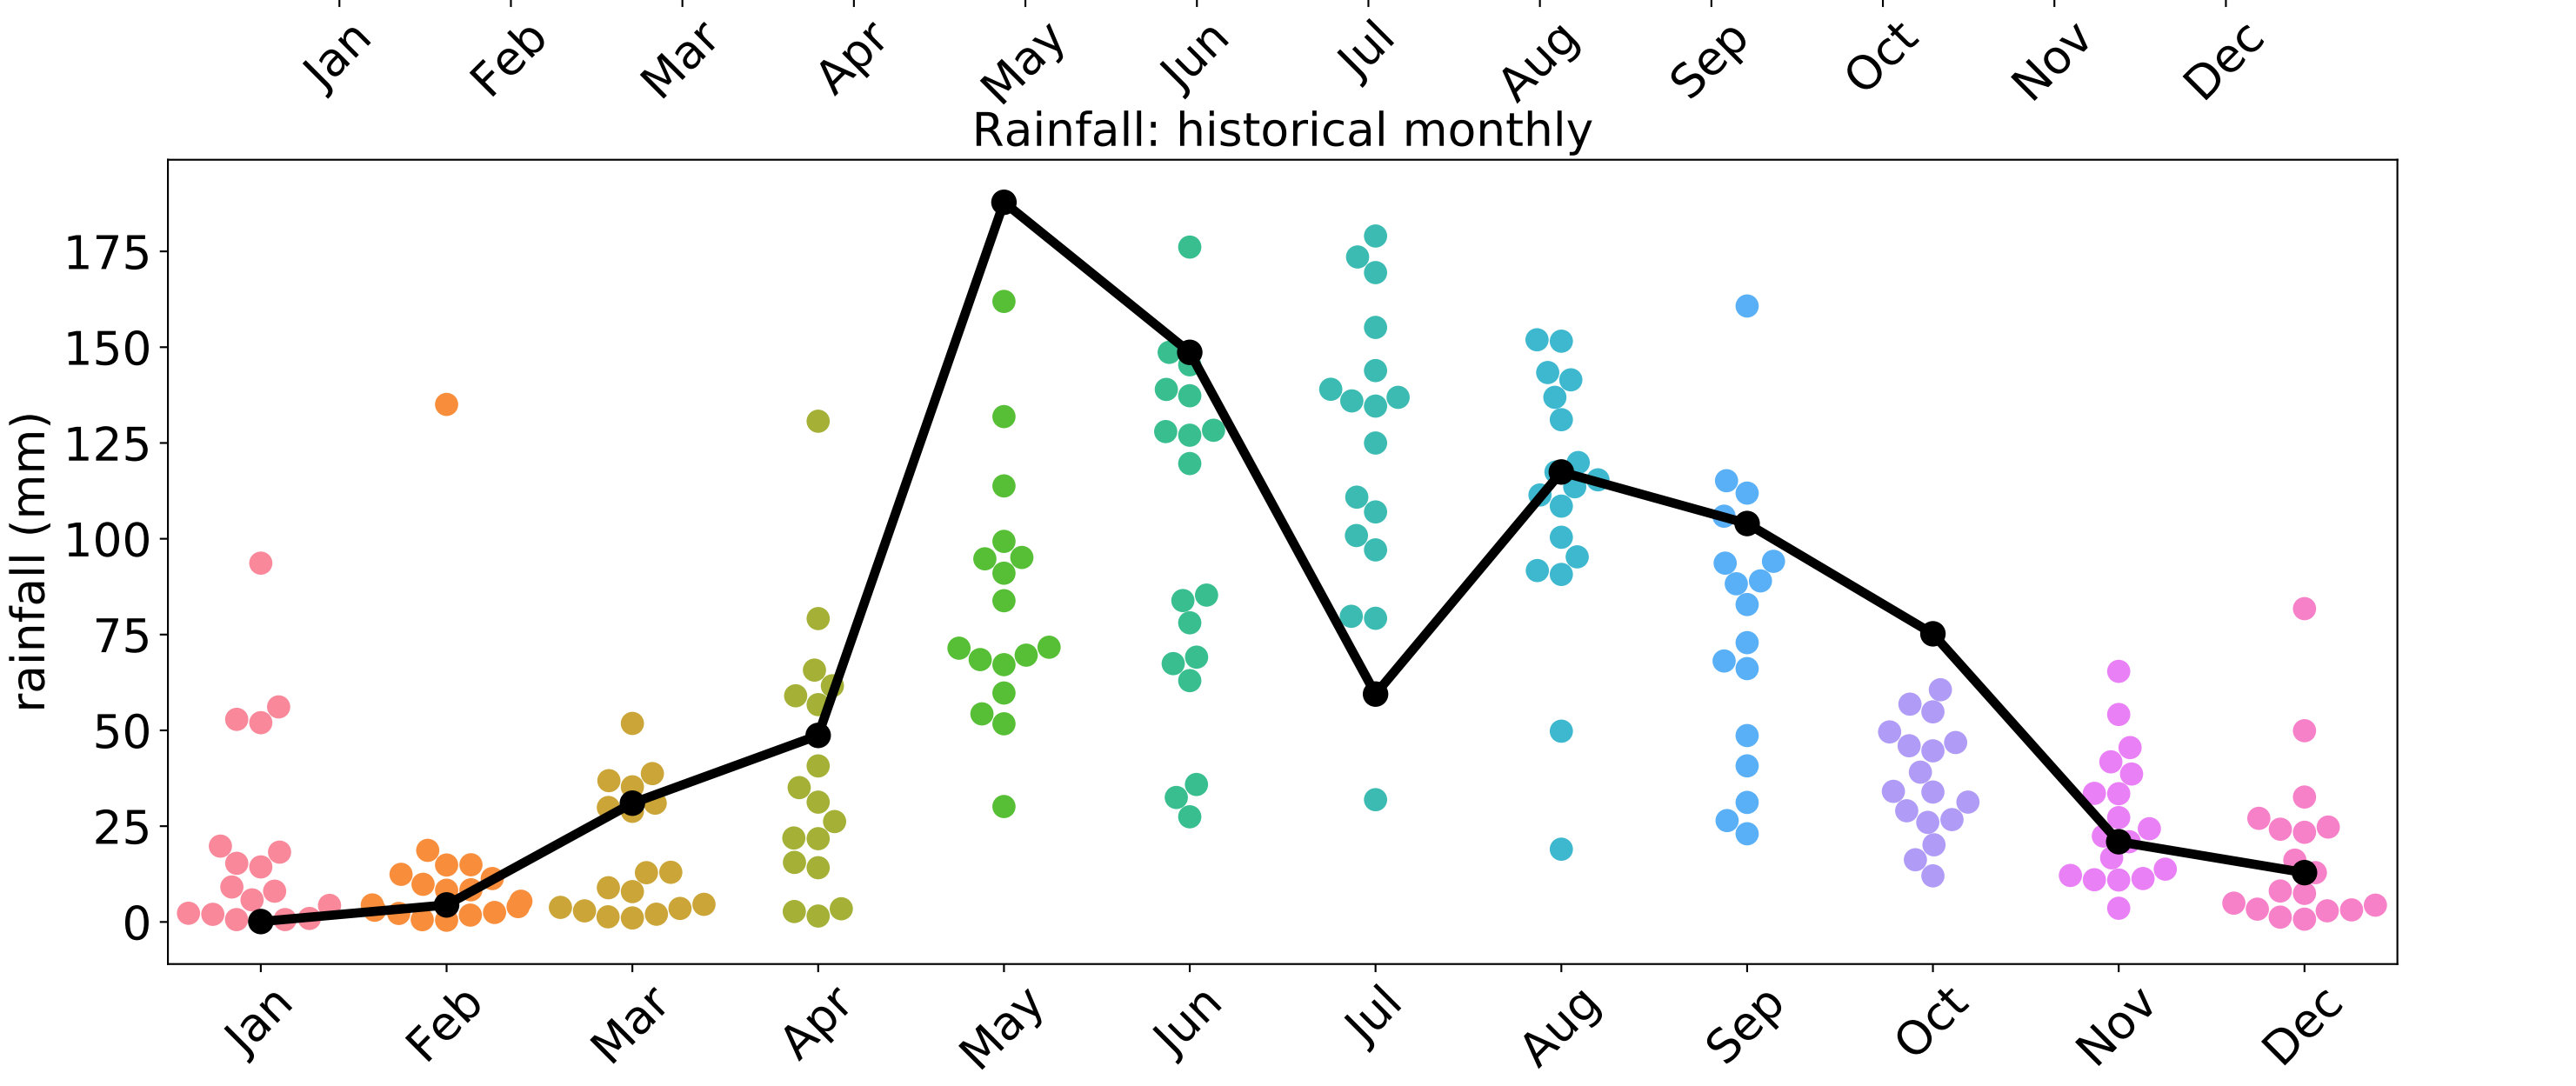 Jan Feb Mar Apr May Jun Jul Aug Sep Oct Nov Dec
Rainfall: historical monthly
rainfall (mm)
175
150
125
100
75
50
25
0
Jan Feb Mar Apr May Jun Jul Aug Sep Oct Nov Dec